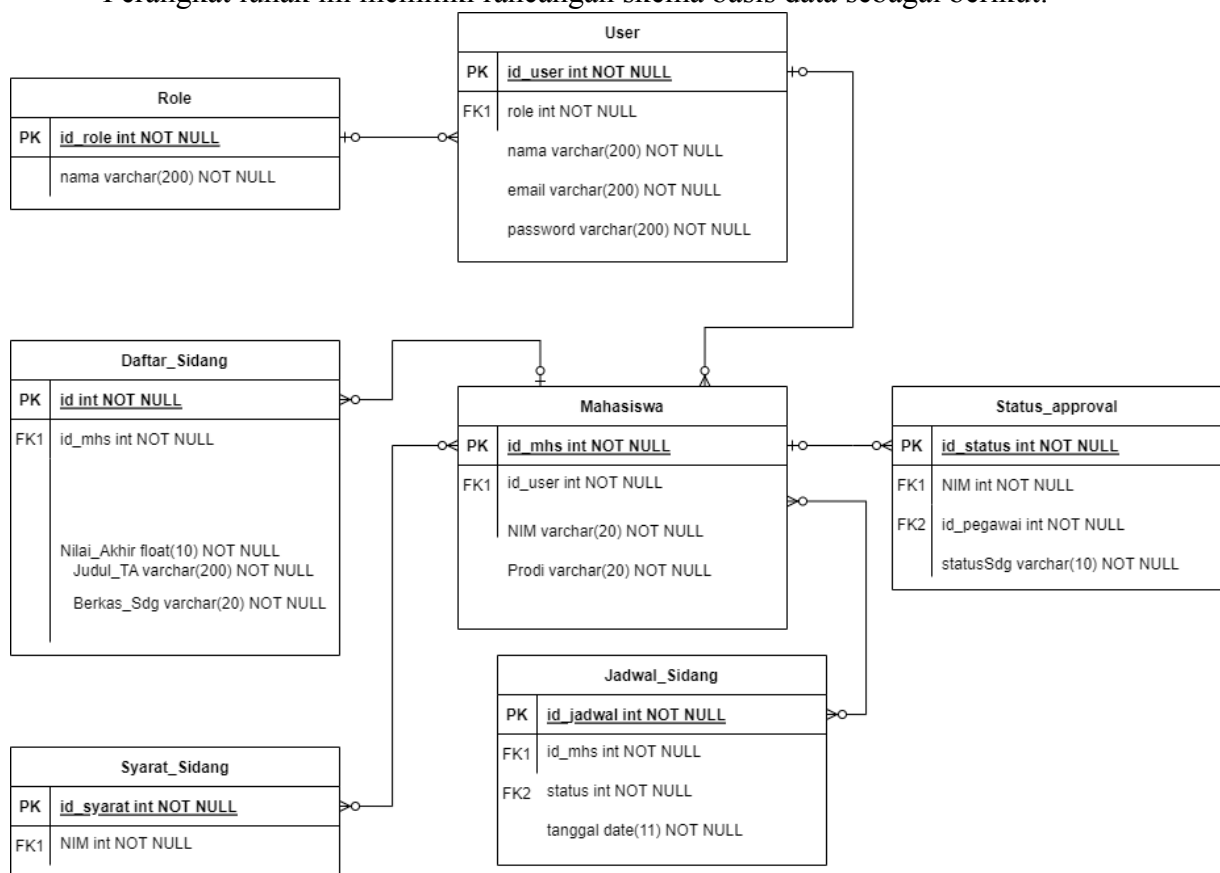 Perangkat lunak ini memiliki rancangan skema basis data sebagai berikut:
User
PK id_user int NOT NULL
FK1 role int NOT NULL
nama varchar(200) NOT NULL
email varchar(200) NOT NULL
password varchar(200) NOT NULL
Role
PK id_role int NOT NULL
nama varchar(200) NOT NULL
Daftar_Sidang
PK id int NOT NULL
FK1 id_mhs int NOT NULL
Nilai_Akhir float(10) NOT NULL
Judul_TA varchar(200) NOT NULL
Berkas_Sdg varchar(20) NOT NULL
Mahasiswa
PK id_mhs int NOT NULL
FK1 id_user int NOT NULL
NIM varchar(20) NOT NULL
Prodi varchar(20) NOT NULL
Status_approval
PK id_status int NOT NULL
FK1 NIM int NOT NULL
FK2 id_pegawai int NOT NULL
statusSdg varchar(10) NOT NULL
Jadwal_Sidang
PK id_jadwal int NOT NULL
FK1 id_mhs int NOT NULL
FK2 status int NOT NULL
tanggal date(11) NOT NULL
Syarat_Sidang
PK id_syarat int NOT NULL
FK1 NIM int NOT NULL